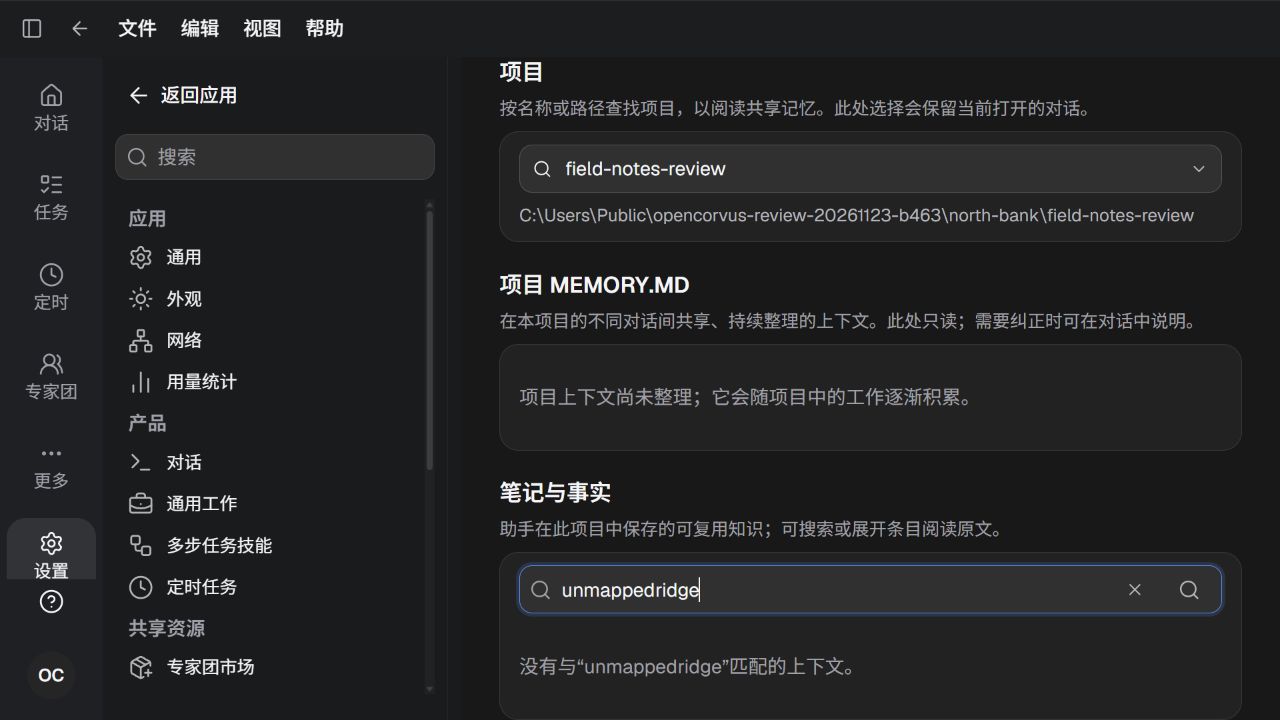 文件 编辑 视图 帮助
对话
任务
定时
专家团
更多
设置
OC
返回应用
搜索
应用
通用
外观
网络
用量统计
产品
对话
通用工作
多步任务技能
定时任务
共享资源
专家团市场
项目
按名称或路径查找项目，以阅读共享记忆。此处选择会保留当前打开的对话。
field-notes-review
C:\Users\Public\opencorvus-review-20261123-b463\north-bank\field-notes-review
项目 MEMORY.MD
在本项目的不同对话间共享、持续整理的上下文。此处只读；需要纠正时可在对话中说明。
项目上下文尚未整理；它会随项目中的工作逐渐积累。
笔记与事实
助手在此项目中保存的可复用知识；可搜索或展开条目阅读原文。
unmappedridge
没有与“unmappedridge”匹配的上下文。